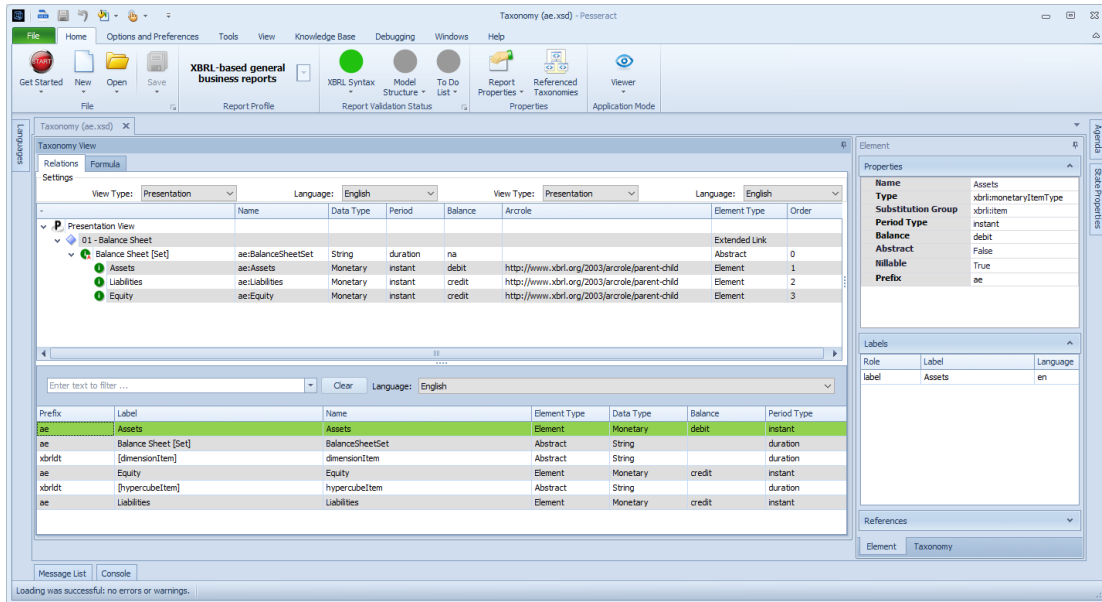 Taxonomy (ae.xsd) - Pesseract
File Home Options and Preferences Tools View Knowledge Base Debugging Windows Help
START
XBRL-based general
business reports
Get Started New Open Save
XBRL Syntax Model
Structure To Do
List
Report
Properties Referenced
Taxonomies
Viewer
File Report Profile Report Validation Status Properties Application Mode
Languages
Taxonomy (ae.xsd) X
Agenda
State Properties
Taxonomy View
Relations Formula
Settings
View Type: Presentation Language: English View Type: Presentation Language: English
- Name Data Type Period Balance Arcrole Element Type Order
P Presentation View
01 - Balance Sheet Extended Link
Balance Sheet [Set] ae:BalanceSheetSet String duration na Abstract 0
Assets ae:Assets Monetary instant debit http://www.xbrl.org/2003/arcrole/parent-child Element 1
Liabilities ae:Liabilities Monetary instant credit http://www.xbrl.org/2003/arcrole/parent-child Element 2
Equity ae:Equity Monetary instant credit http://www.xbrl.org/2003/arcrole/parent-child Element 3
Enter text to filter ... Clear Language: English
Prefix Label Name Element Type Data Type Balance Period Type
ae Assets Assets Element Monetary debit instant
ae Balance Sheet [Set] BalanceSheetSet Abstract String duration
xbrldt [dimensionItem] dimensionItem Abstract String duration
ae Equity Equity Element Monetary credit instant
xbrldt [hypercubeItem] hypercubeItem Abstract String duration
ae Liabilities Liabilities Element Monetary credit instant
Element
Properties
Name Assets
Type xbrli:monetaryItemType
Substitution Group xbrli:item
Period Type instant
Balance debit
Abstract False
Nillable True
Prefix ae
Labels
Role Label Language
label Assets en
References
Element Taxonomy
Message List Console
Loading was successful: no errors or warnings.